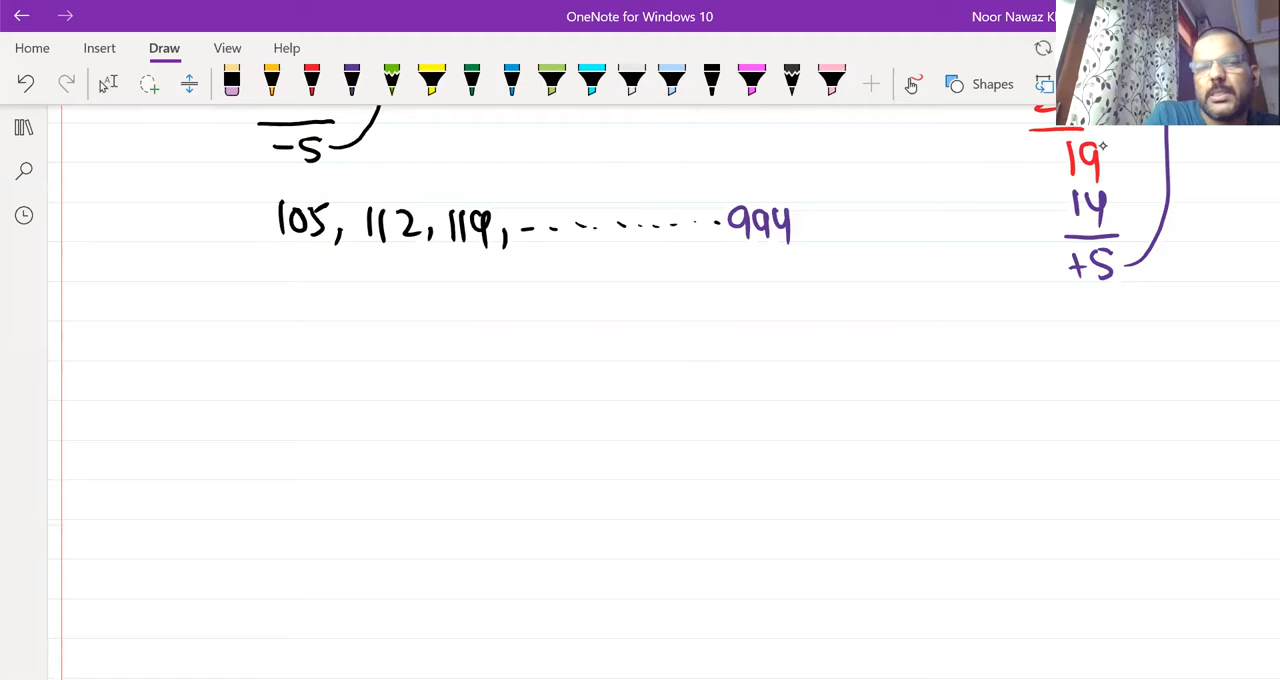 OneNote for Windows 10
Noor Nawaz
Home Insert Draw View Help
Shapes
-5
19
105, 112, 119, ............ 994
14
+5